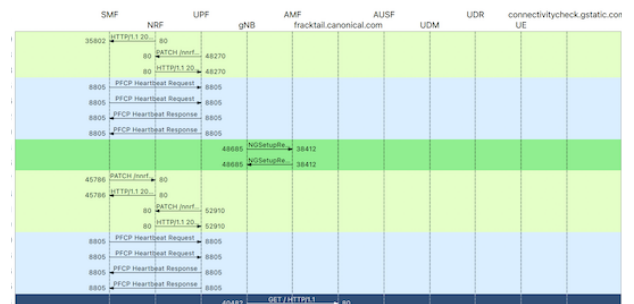 SMF UPF AMF AUSF UDR connectivitycheck.gstatic.con
NRF gNB fracktail.canonical.com UDM UE
35802 HTTP/1.1 20... 80
80 PATCH /nnrf... 48270
80 HTTP/1.1 20... 48270
8805 PFCP Heartbeat Request 8805
8805 PFCP Heartbeat Request 8805
8805 PFCP Heartbeat Response 8805
8805 PFCP Heartbeat Response 8805
48685 NGSetupRe... 38412
48685 NGSetupRe... 38412
45786 PATCH /nnrf... 80
45786 HTTP/1.1 20... 80
80 PATCH /nnrf... 52910
80 HTTP/1.1 20... 52910
8805 PFCP Heartbeat Request 8805
8805 PFCP Heartbeat Request 8805
8805 PFCP Heartbeat Response 8805
8805 PFCP Heartbeat Response 8805
GET / HTTP/1.1 80